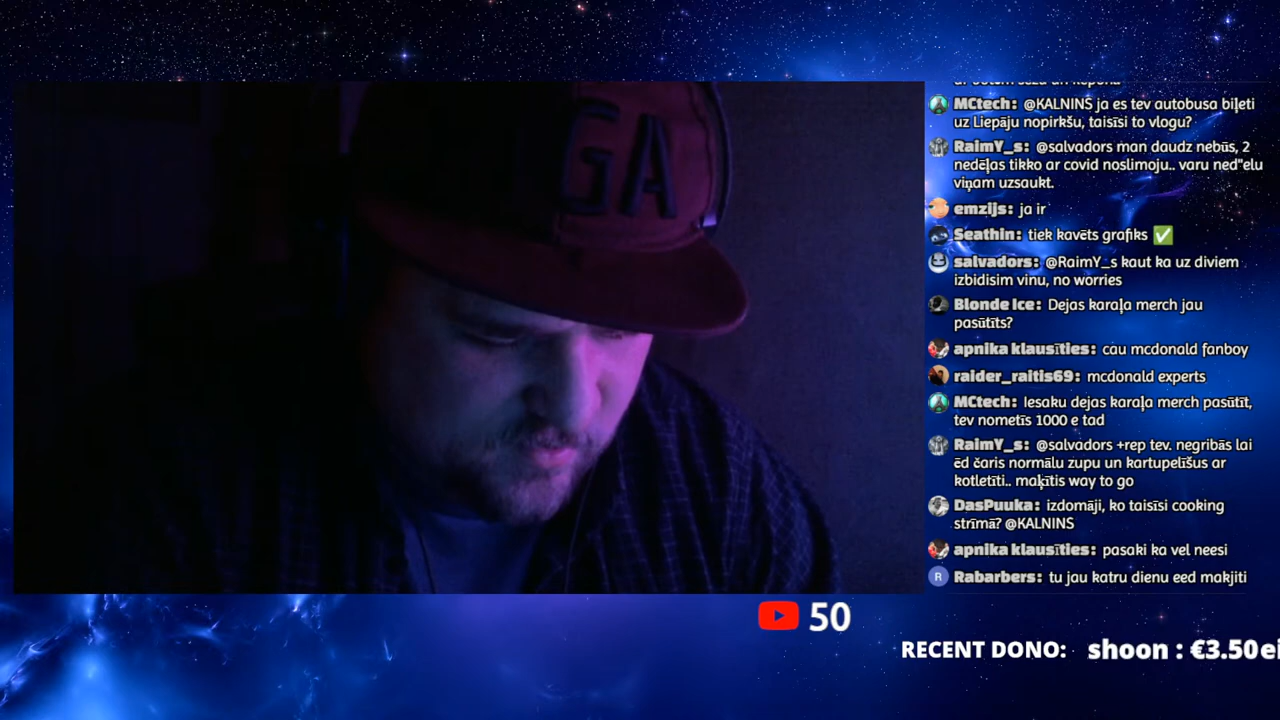 GA
MCtech: @KALNINS ja es tev autobusa biļeti
uz Liepāju nopirkšu, taisīsi to vlogu?
RaimY_s: @salvadors man daudz nebūs, 2
nedēļas tikko ar covid noslimoju.. varu ned"elu
viņam uzsaukt.
emzijs: ja ir
Seathin: tiek kavēts grafiks ✅
salvadors: @RaimY_s kaut ka uz diviem
izbidisim vinu, no worries
Blonde Ice: Dejas karaļa merch jau
pasūtīts?
apnika klausīties: cau mcdonald fanboy
raider_raitis69: mcdonald experts
MCtech: Iesaku dejas karaļa merch pasūtīt,
tev nometīs 1000 e tad
RaimY_s: @salvadors +rep tev. negribās lai
ēd čaris normālu zupu un kartupelīšus ar
kotletīti.. maķītis way to go
DasPuuka: izdomāji, ko taisīsi cooking
strīmā? @KALNINS
apnika klausīties: pasaki ka vel neesi
R Rabarbers: tu jau katru dienu eed makjiti
50
RECENT DONO: shoon : €3.50